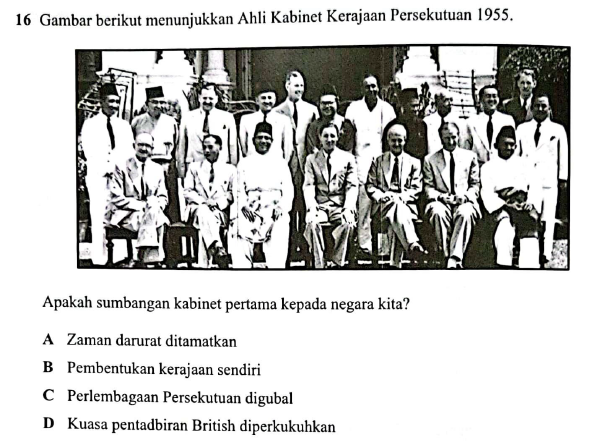 16 Gambar berikut menunjukkan Ahli Kabinet Kerajaan Persekutuan 1955.
Apakah sumbangan kabinet pertama kepada negara kita?
A Zaman darurat ditamatkan
B Pembentukan kerajaan sendiri
C Perlembagaan Persekutuan digubal
D Kuasa pentadbiran British diperkukuhkan